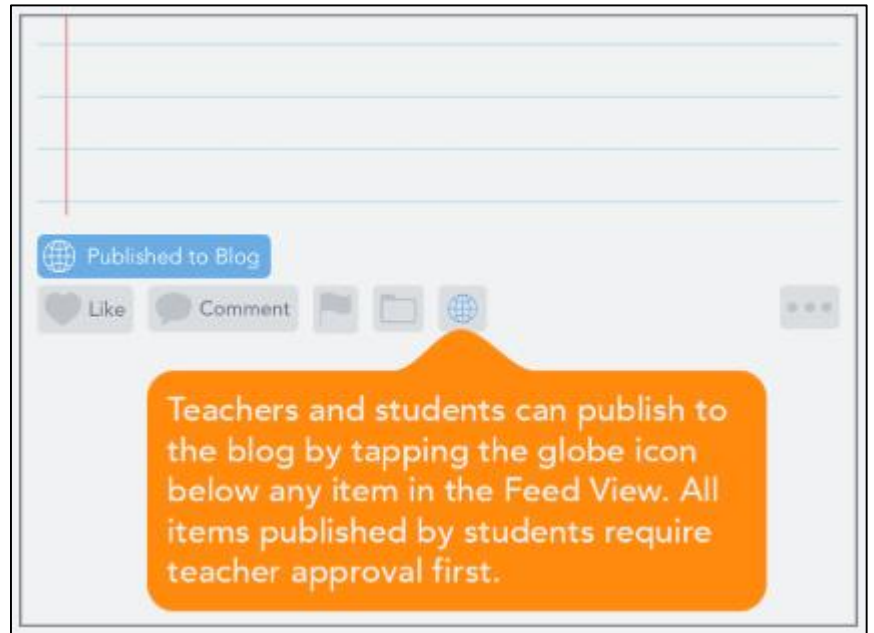 Published to Blog
Like Comment
Teachers and students can publish to
the blog by tapping the globe icon
below any item in the Feed View. All
items published by students require
teacher approval first.